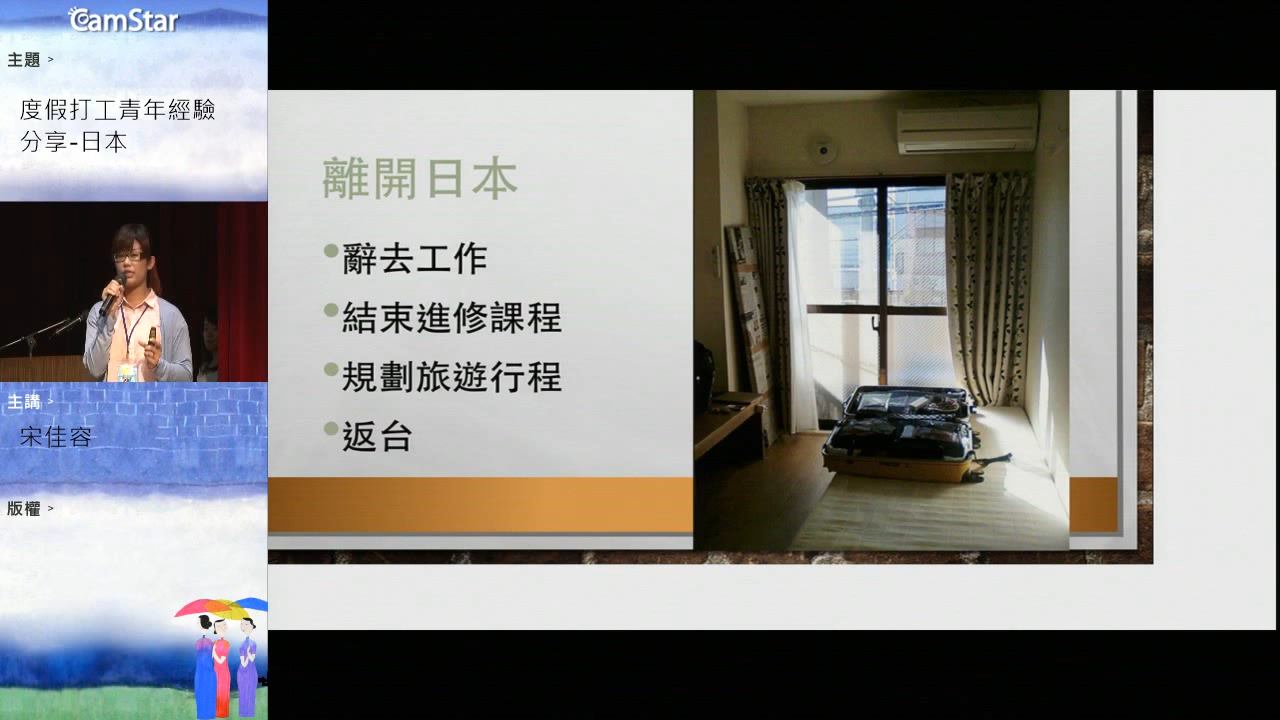 CamStar
主題 >
度假打工青年經驗
分享-日本
主講 >
宋佳容
版權 >
離開日本
•辭去工作
•結束進修課程
•規劃旅遊行程
•返台